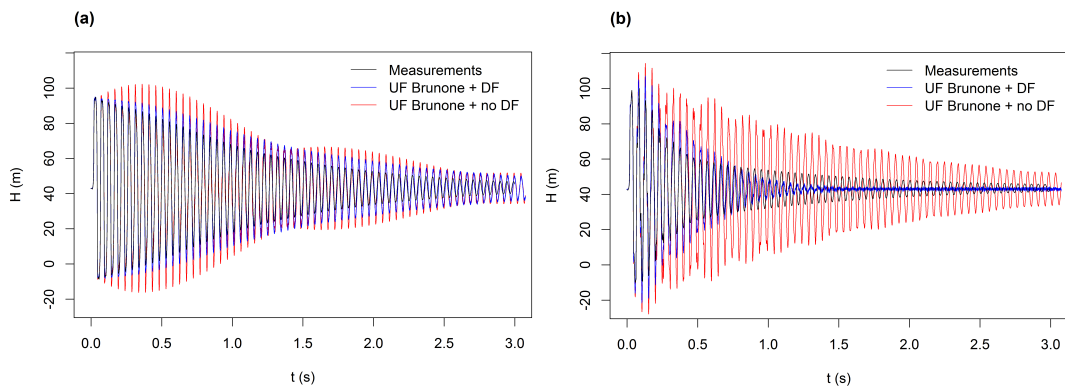 (a)
Measurements
UF Brunone + DF
UF Brunone + no DF
H (m)
100
80
60
40
20
0
-20
0.0 0.5 1.0 1.5 2.0 2.5 3.0
t (s)
(b)
Measurements
UF Brunone + DF
UF Brunone + no DF
H (m)
100
80
60
40
20
0
-20
0.0 0.5 1.0 1.5 2.0 2.5 3.0
t (s)